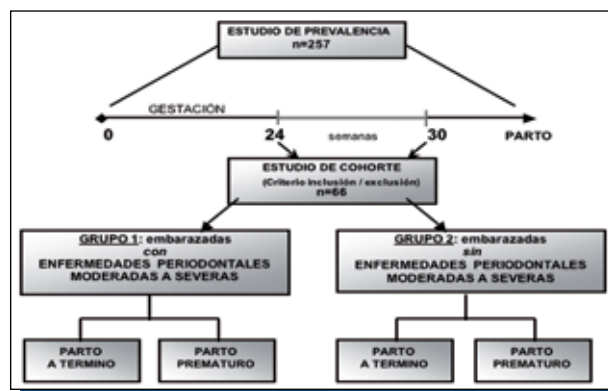 ESTUDIO DE PREVALENCIA
n=257
GESTACIÓN
0
24
semanas
30
PARTO
ESTUDIO DE COHORTE
(Criterio inclusión / exclusión)
n=66
GRUPO 1: embarazadas
con
ENFERMEDADES PERIODONTALES
MODERADAS A SEVERAS
GRUPO 2: embarazadas
sin
ENFERMEDADES PERIODONTALES
MODERADAS A SEVERAS
PARTO
A TERMINO
PARTO
PREMATURO
PARTO
A TERMINO
PARTO
PREMATURO